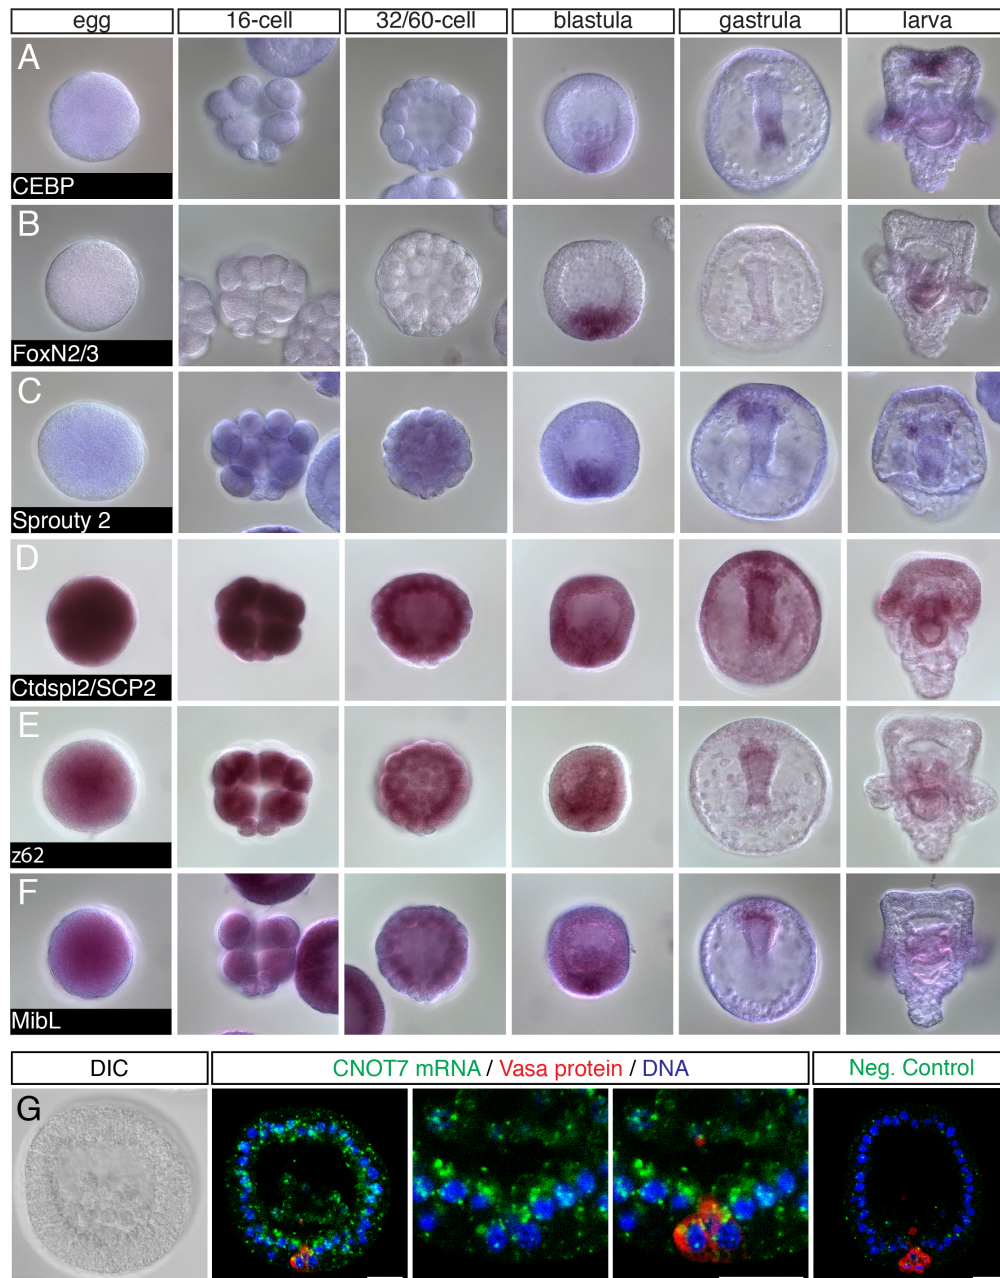 egg 16-cell 32/60-cell blastula gastrula larva
A
CEBP
B
FoxN2/3
C
Sprouty 2
D
Ctdspl2/SCP2
E
z62
F
MibL
DIC CNOT7 mRNA / Vasa protein / DNA Neg. Control
G